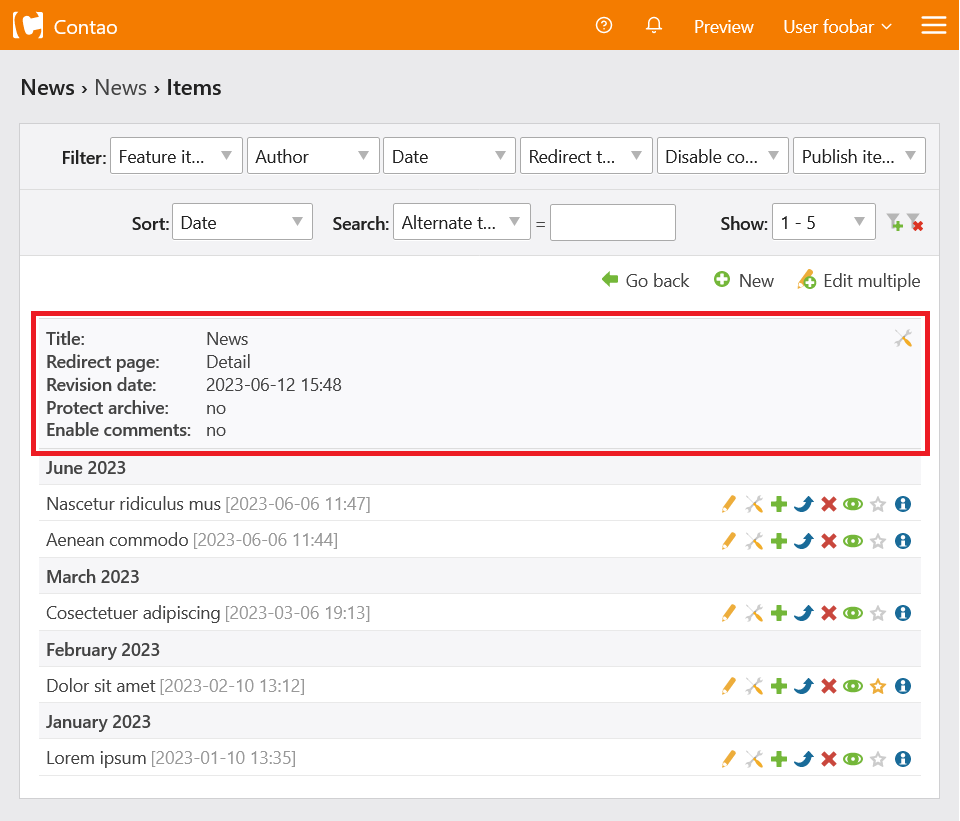 Contao Preview User foobar
News › News › Items
Filter: Feature it... Author Date Redirect t... Disable co... Publish ite...
Sort: Date Search: Alternate t... = Show: 1 - 5
Go back New Edit multiple
Title: News
Redirect page: Detail
Revision date: 2023-06-12 15:48
Protect archive: no
Enable comments: no
June 2023
Nascetur ridiculus mus [2023-06-06 11:47]
Aenean commodo [2023-06-06 11:44]
March 2023
Cosectetuer adipiscing [2023-03-06 19:13]
February 2023
Dolor sit amet [2023-02-10 13:12]
January 2023
Lorem ipsum [2023-01-10 13:35]